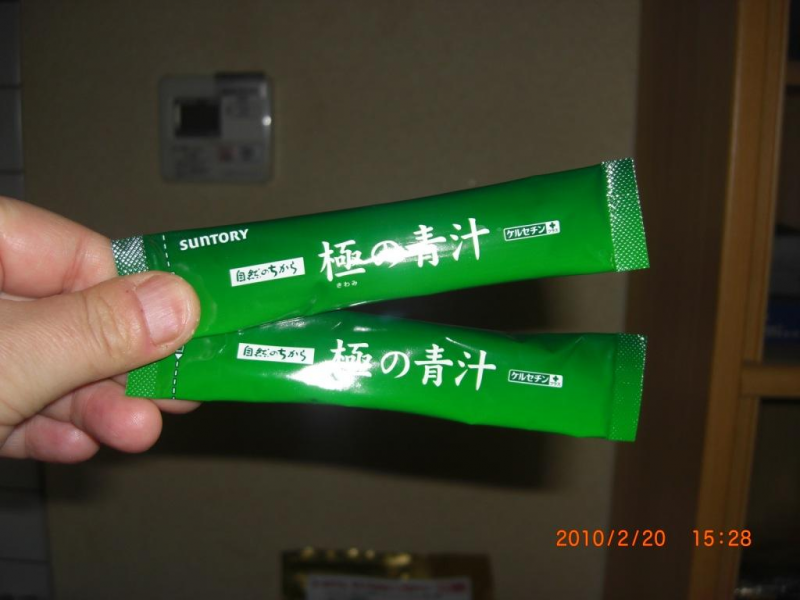 SUNTORY
自然のちから
極の青汁
きわみ
ケルセチン
自然のちから
極の青汁
ケルセチン
2010/2/20 15:28